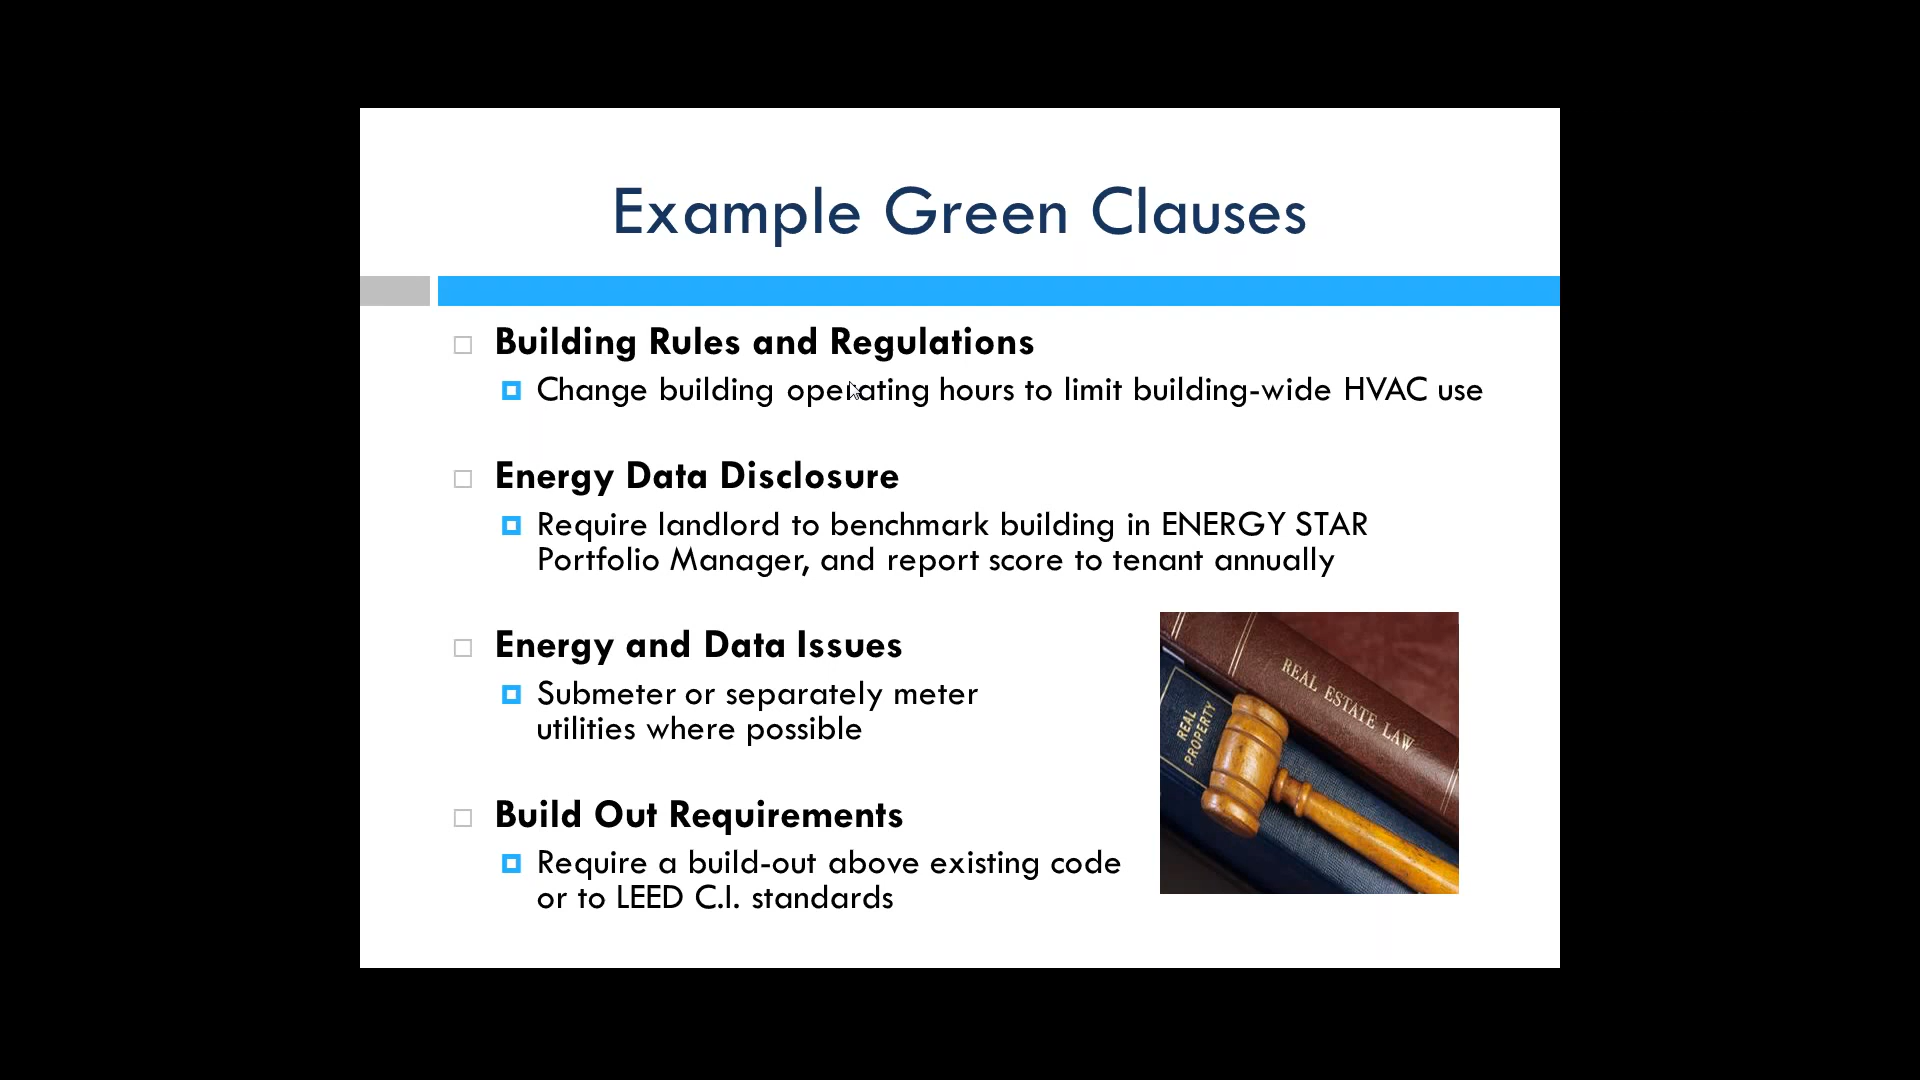 Example Green Clauses
Building Rules and Regulations
Change building operating hours to limit building-wide HVAC use
Energy Data Disclosure
Require landlord to benchmark building in ENERGY STAR
Portfolio Manager, and report score to tenant annually
Energy and Data Issues
Submeter or separately meter
utilities where possible
Build Out Requirements
Require a build-out above existing code
or to LEED C.I. standards
REAL ESTATE LAW
REAL
PROPERTY